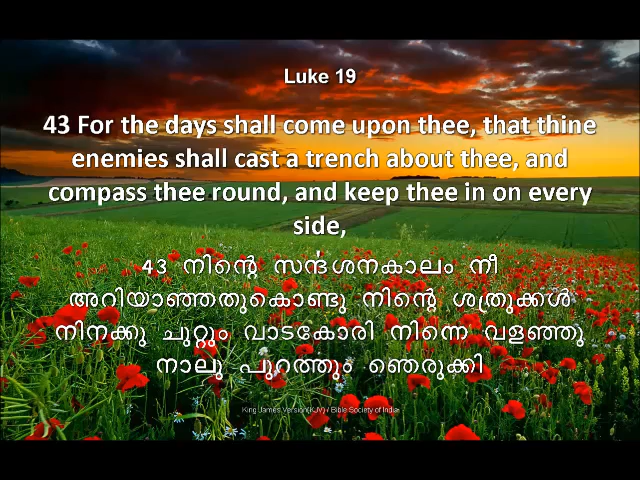 Luke 19
43 For the days shall come upon thee, that thine
enemies shall cast a trench about thee, and
compass thee round, and keep thee in on every
side,
43 നിന്റെ സന്ദർശനകാലം നീ
അറിയാഞ്ഞതുകൊണ്ടു നിന്റെ ശത്രുക്കൾ
നിനക്കു ചുറ്റും വാടകോരി നിന്നെ വളഞ്ഞു
നാലു പുറത്തും ഞെരുക്കി
King James Version(KJV) / Bible Society of India